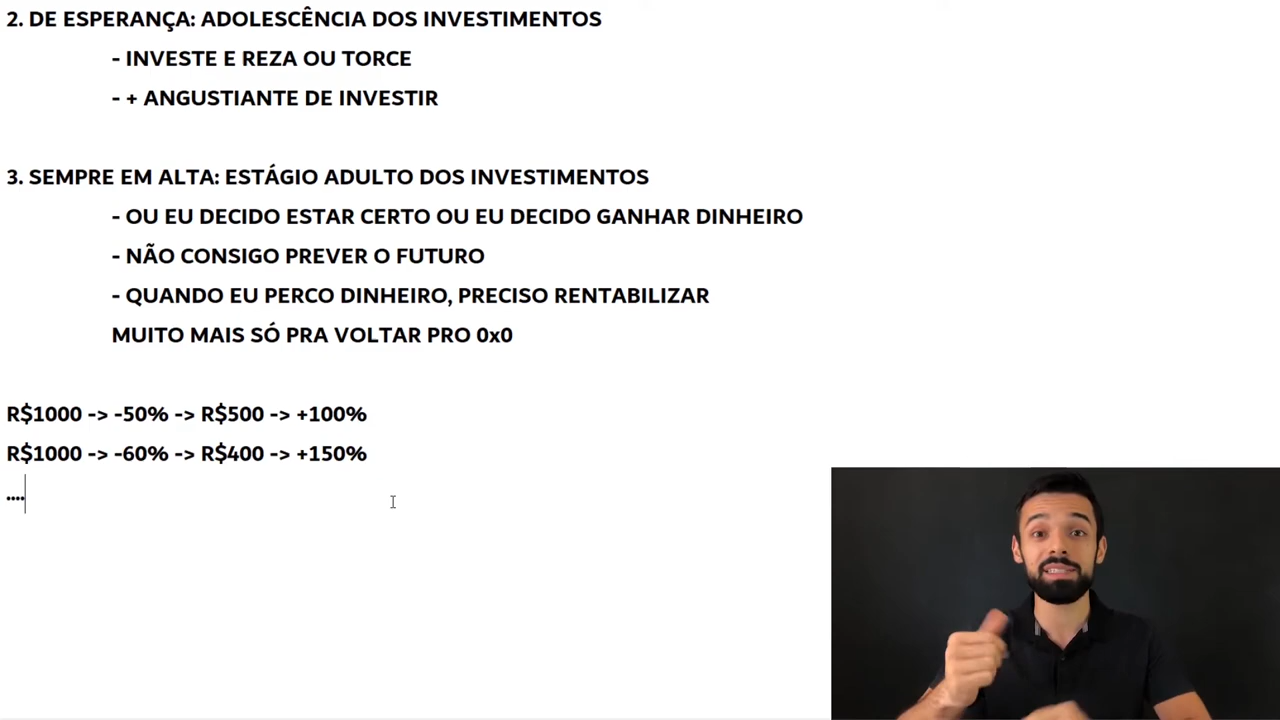 2. DE ESPERANÇA: ADOLESCÊNCIA DOS INVESTIMENTOS
- INVESTE E REZA OU TORCE
- + ANGUSTIANTE DE INVESTIR
3. SEMPRE EM ALTA: ESTÁGIO ADULTO DOS INVESTIMENTOS
- OU EU DECIDO ESTAR CERTO OU EU DECIDO GANHAR DINHEIRO
- NÃO CONSIGO PREVER O FUTURO
- QUANDO EU PERCO DINHEIRO, PRECISO RENTABILIZAR
MUITO MAIS SÓ PRA VOLTAR PRO 0x0
R$1000 -> -50% -> R$500 -> +100%
R$1000 -> -60% -> R$400 -> +150%
....